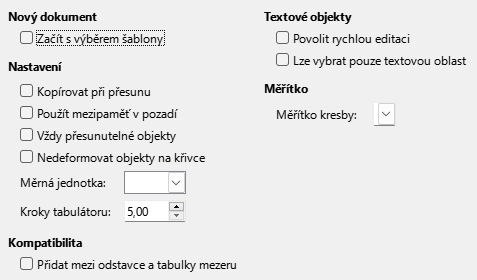 Nový dokument
Začít s výběrem šablony
Nastavení
Kopírovat při přesunu
Použít mezipaměť v pozadí
Vždy přesunutelné objekty
Nedeformovat objekty na křivce
Měrná jednotka:
Kroky tabulátoru: 5,00
Kompatibilita
Přidat mezi odstavce a tabulky mezeru
Textové objekty
Povolit rychlou editaci
Lze vybrat pouze textovou oblast
Měřítko
Měřítko kresby: